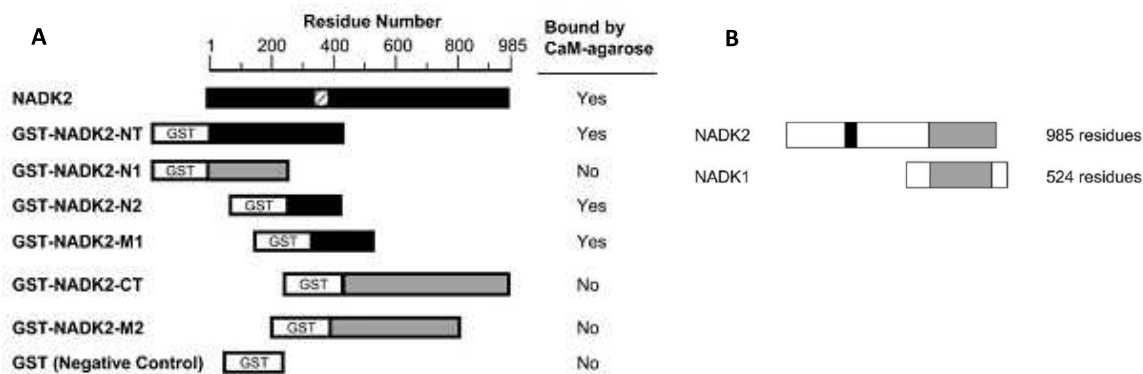 A
Residue Number
1 200 400 600 800 985
Bound by
CaM-agarose
NADK2 Yes
GST-NADK2-NT GST Yes
GST-NADK2-N1 GST No
GST-NADK2-N2 GST Yes
GST-NADK2-M1 GST Yes
GST-NADK2-CT GST No
GST-NADK2-M2 GST No
GST (Negative Control) GST No
B
NADK2 985 residues
NADK1 524 residues